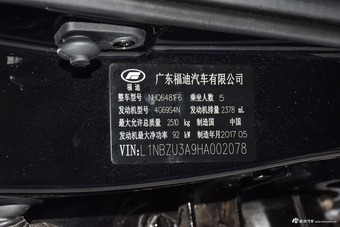 福迪
广东福迪汽车有限公司
整车型号 NHQ6481F6 乘坐人数 5
发动机型号 4G69S4N 发动机排量 2378 mL
最大允许总质量 2510 kg 制造国 中国
发动机最大净功率 92 kW 制造年月 2017 05
VIN: L1NBZU3A9HA002078